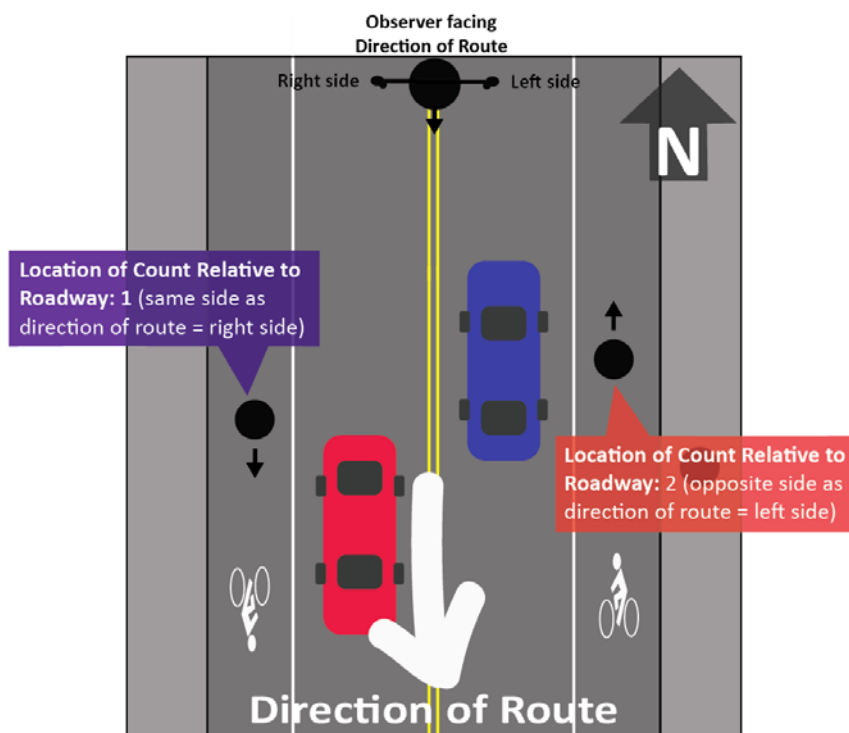 Observer facing
Direction of Route
Right side
Left side
N
Location of Count Relative to
Roadway: 1 (same side as
direction of route = right side)
Location of Count Relative to
Roadway: 2 (opposite side as
direction of route = left side)
Direction of Route